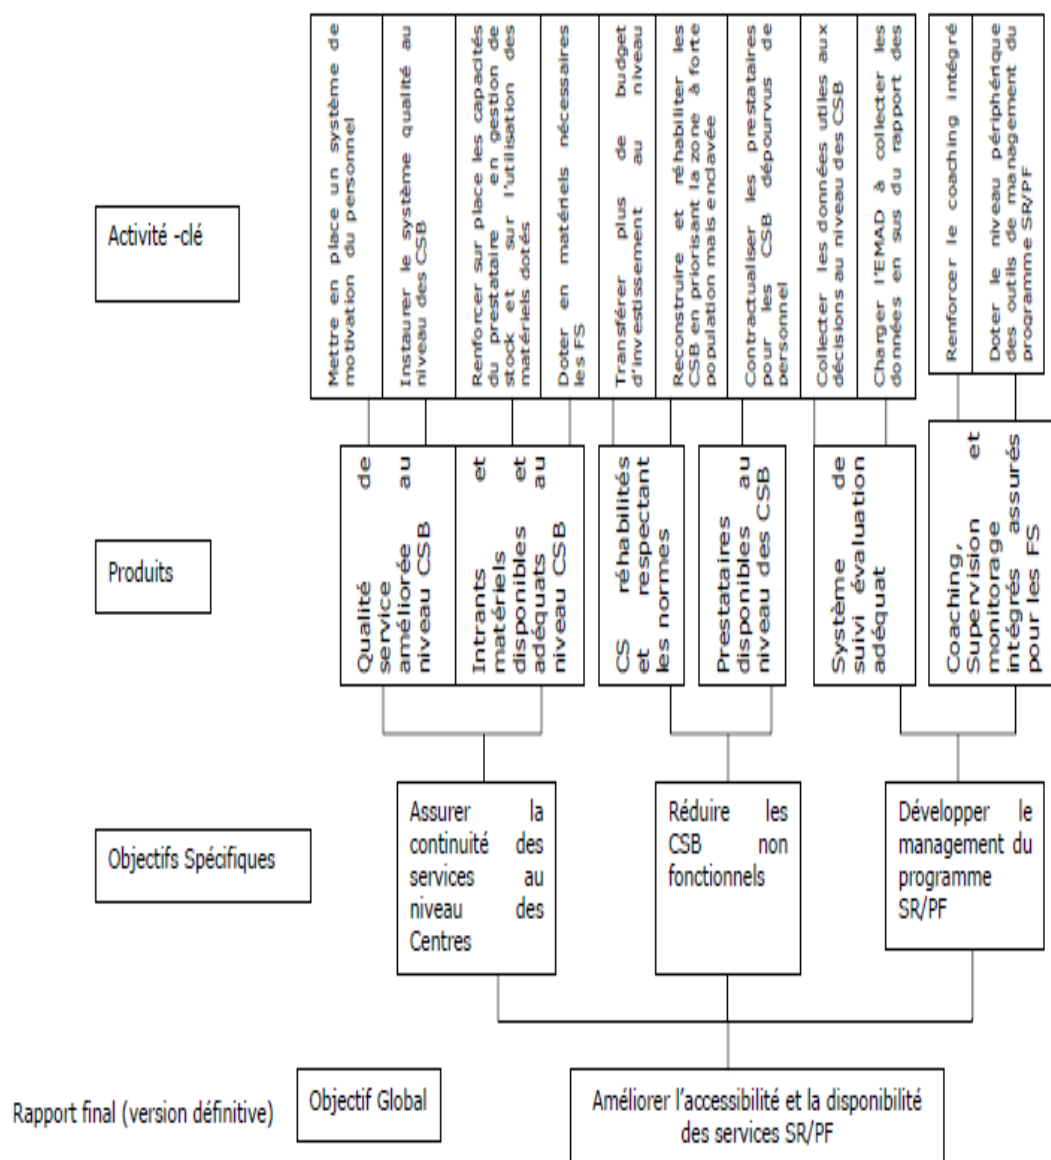 Activité -clé
Mettre en place un système de
motivation du personnel
Instaurer le système qualité au
niveau des CSB
Renforcer sur place les capacités
du prestataire en gestion de
stock et sur l'utilisation des
matériels dotés
Doter en matériels nécessaires
les FS
Transférer plus de budget
d'investissement au niveau
Reconstruire et réhabiliter les
CSB en priorisant la zone à forte
population mais enclavée
Contractualiser les prestataires
pour les CSB dépourvus de
personnel
Collecter les données utiles aux
décisions au niveau des CSB
Charger l'EMAD à collecter les
données en sus du rapport des
Renforcer le coaching intégré
Doter le niveau périphérique
des outils de management du
programme SR/PF
Produits
Qualité de
service
améliorée au
niveau CSB
Intrants et
matériels
disponibles et
adéquats au
niveau CSB
CS réhabilités
et respectant
les normes
Prestataires
disponibles au
niveau des CSB
Système de
suivi évaluation
adéquat
Coaching,
Supervision et
monitorage
intégrés assurés
pour les FS
Objectifs Spécifiques
Assurer la
continuité des
services au
niveau des
Centres
Réduire les
CSB non
fonctionnels
Développer le
management du
programme
SR/PF
Rapport final (version définitive)
Objectif Global
Améliorer l'accessibilité et la disponibilité
des services SR/PF